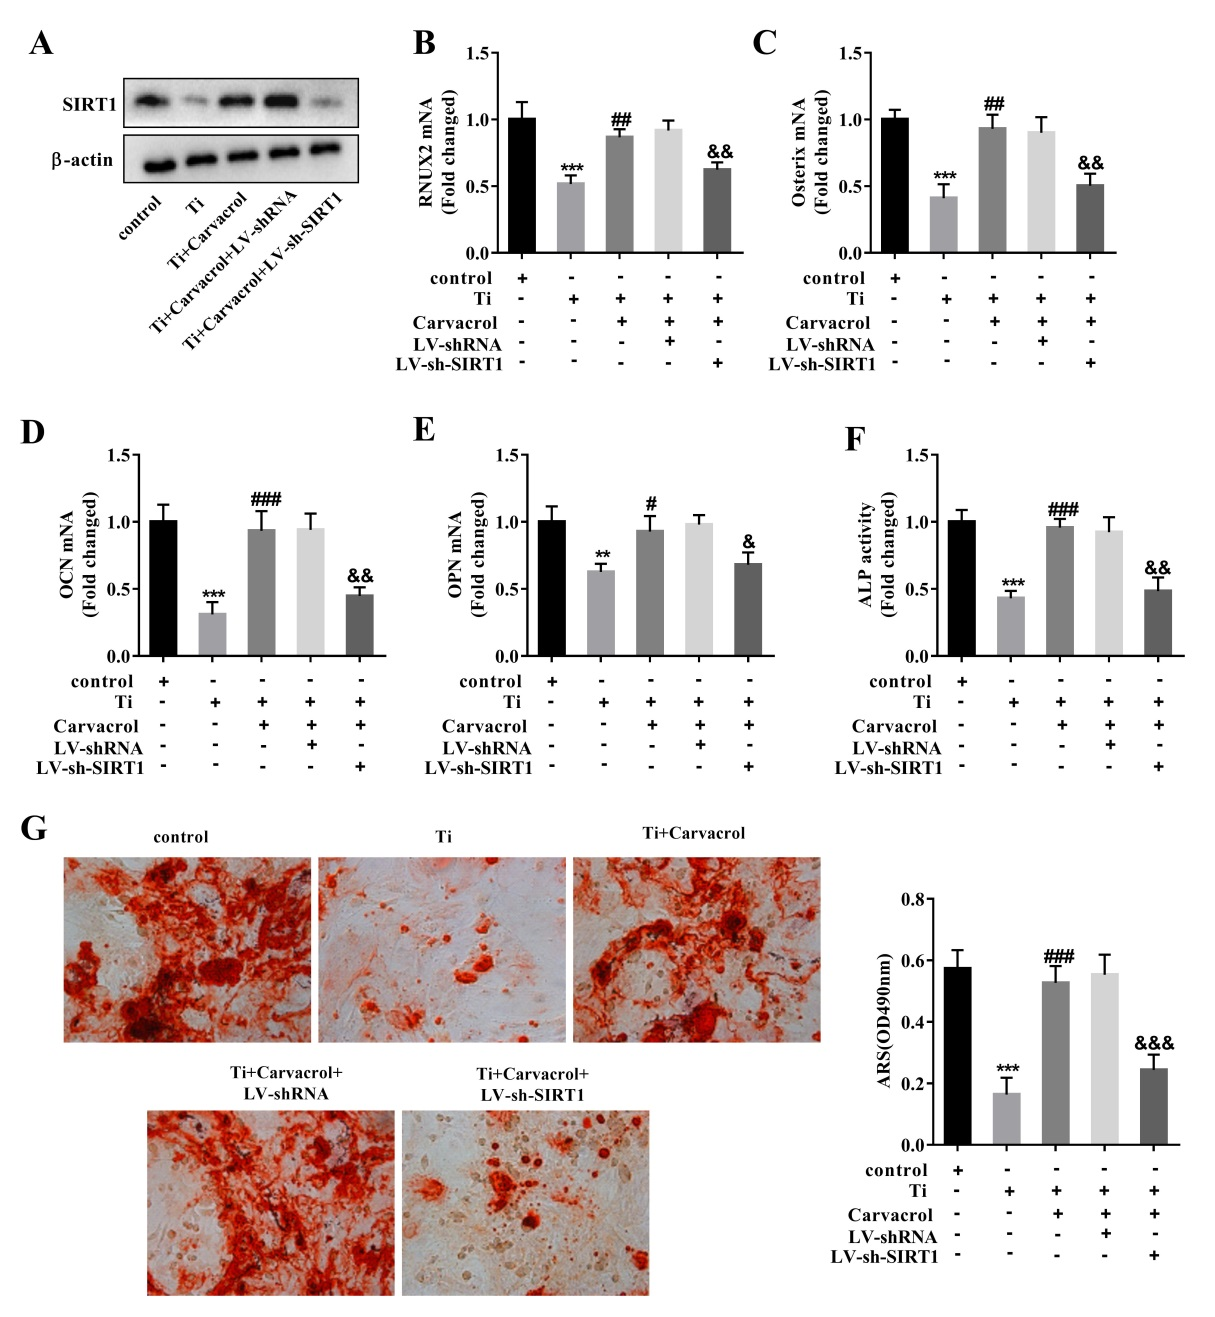 A
SIRT1
β-actin
control
Ti
Ti+Carvacrol
Ti+Carvacrol+LV-shRNA
Ti+Carvacrol+LV-sh-SIRT1
B
RNUX2 mNA
(Fold changed)
1.5
1.0
0.5
0.0
***
##
&&
control + - - - -
Ti - + + + +
Carvacrol - - + + +
LV-shRNA - - - + -
LV-sh-SIRT1 - - - - +
C
Osterix mNA
(Fold changed)
1.5
1.0
0.5
0.0
***
##
&&
control + - - - -
Ti - + + + +
Carvacrol - - + + +
LV-shRNA - - - + -
LV-sh-SIRT1 - - - - +
D
OCN mNA
(Fold changed)
1.5
1.0
0.5
0.0
***
###
&&
control + - - - -
Ti - + + + +
Carvacrol - - + + +
LV-shRNA - - - + -
LV-sh-SIRT1 - - - - +
E
OPN mNA
(Fold changed)
1.5
1.0
0.5
0.0
**
#
&
control + - - - -
Ti - + + + +
Carvacrol - - + + +
LV-shRNA - - - + -
LV-sh-SIRT1 - - - - +
F
ALP activity
(Fold changed)
1.5
1.0
0.5
0.0
***
###
&&
control + - - - -
Ti - + + + +
Carvacrol - - + + +
LV-shRNA - - - + -
LV-sh-SIRT1 - - - - +
G
control
Ti
Ti+Carvacrol
Ti+Carvacrol+
LV-shRNA
Ti+Carvacrol+
LV-sh-SIRT1
ARS(OD490nm)
0.8
0.6
0.4
0.2
0.0
***
###
&&&
control + - - - -
Ti - + + + +
Carvacrol - - + + +
LV-shRNA - - - + -
LV-sh-SIRT1 - - - - +